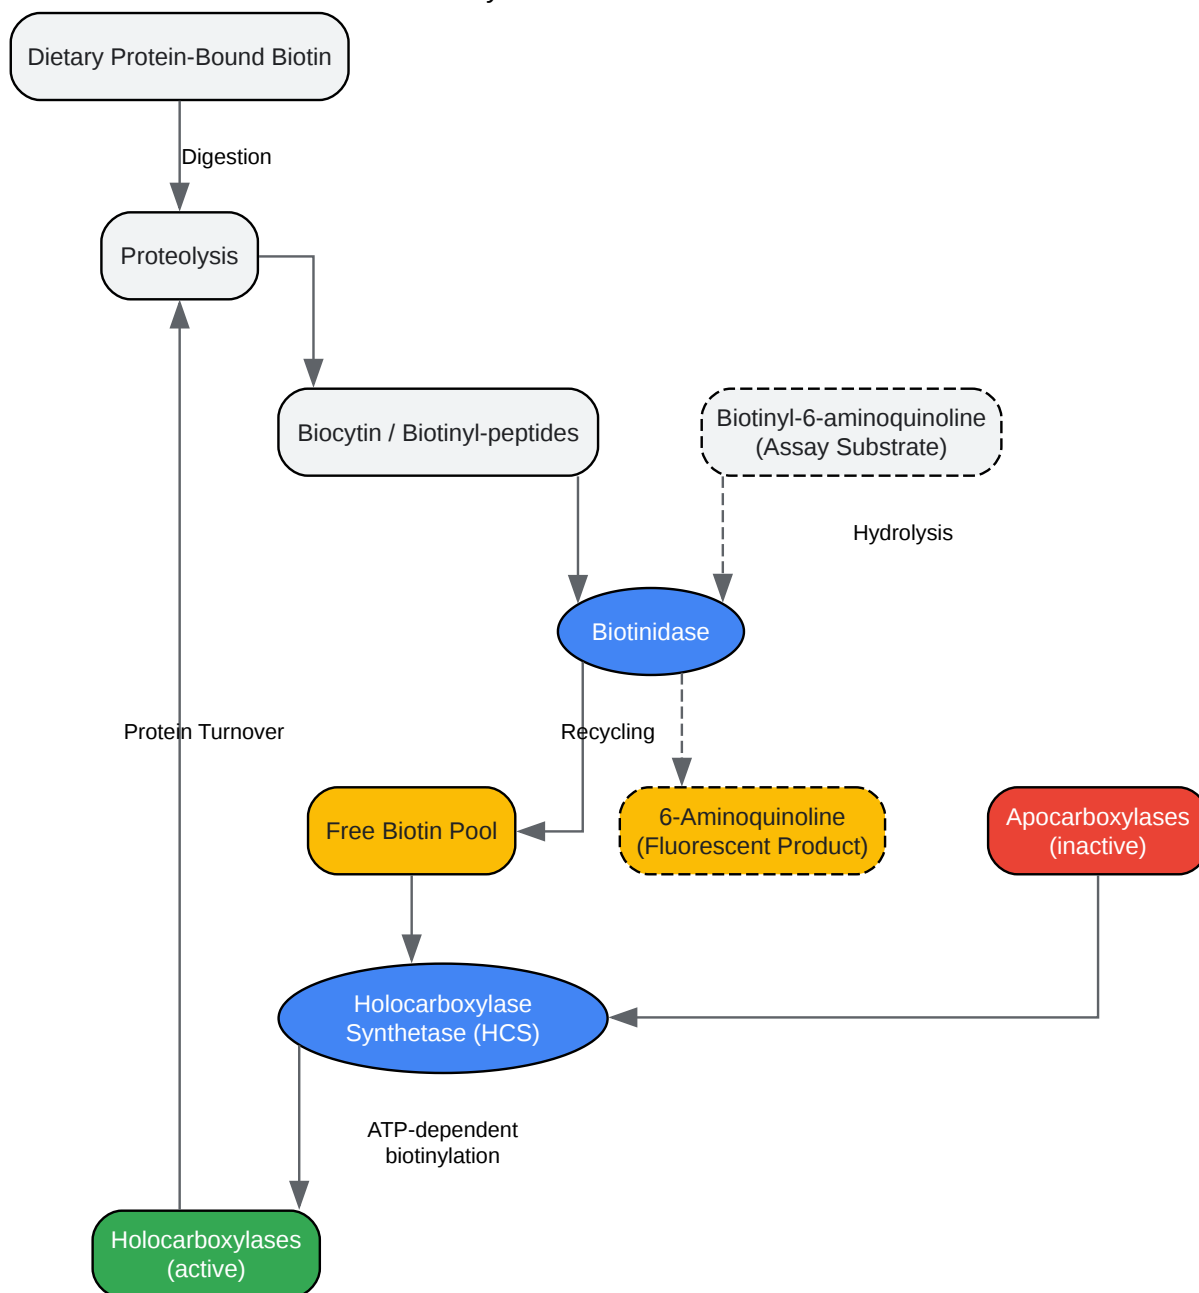 Dietary Protein-Bound Biotin
Digestion
Proteolysis
Biocytin / Biotinyl-peptides
Biotinyl-6-aminoquinoline
(Assay Substrate)
Hydrolysis
Biotinidase
Protein Turnover
Recycling
Free Biotin Pool
6-Aminoquinoline
(Fluorescent Product)
Apocarboxylases
(inactive)
Holocarboxylase
Synthetase (HCS)
ATP-dependent
biotinylation
Holocarboxylases
(active)